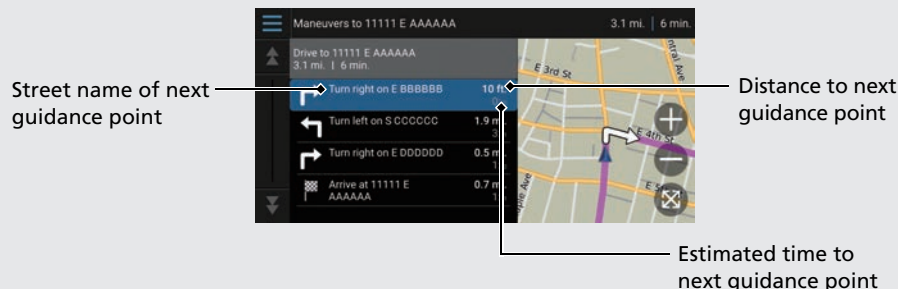 Maneuvers to 11111 E AAAAAA 3.1 mi. | 6 min.
Drive to 11111 E AAAAAA
3.1 mi. | 6 min.
Turn right on E BBBBBB 10 ft
Turn left on S CCCCCC 1.9
Turn right on E DDDDDD 0.5
Arrive at 11111 E 0.7
AAAAAA
E 3rd St
Ave
E 4th St
Ave
Street name of next
guidance point
Distance to next
guidance point
Estimated time to
next guidance point